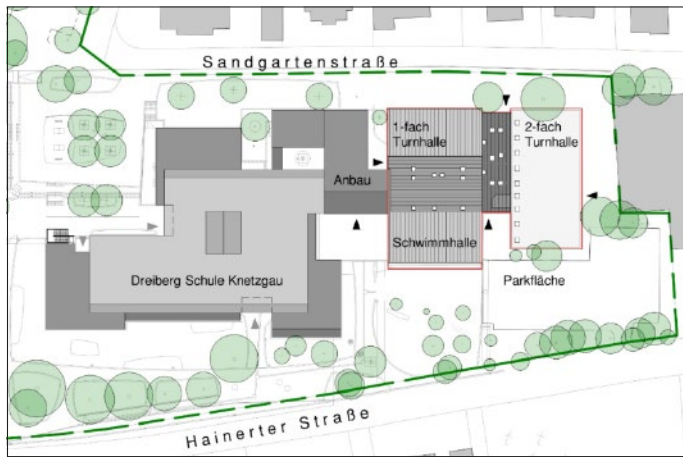 Sandgartenstraße
1-fach
Turnhalle
2-fach
Turnhalle
Anbau
Schwimmhalle
Dreiberg Schule Knetzgau
Parkfläche
Hainerter Straße